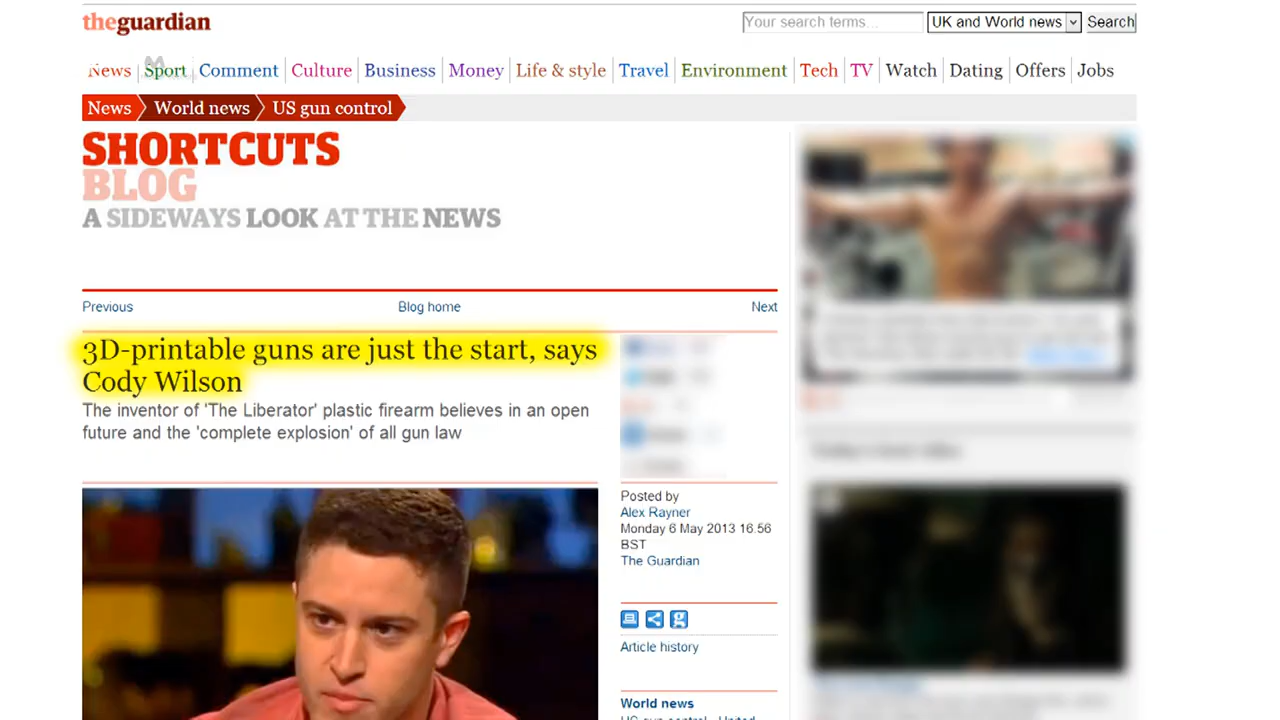 theguardian
Your search terms...
UK and World news
Search
News Sport Comment Culture Business Money Life & style Travel Environment Tech TV Watch Dating Offers Jobs
News World news US gun control
SHORTCUTS
BLOG
A SIDEWAYS LOOK AT THE NEWS
Previous Blog home Next
3D-printable guns are just the start, says
Cody Wilson
The inventor of 'The Liberator' plastic firearm believes in an open
future and the 'complete explosion' of all gun law
Posted by
Alex Rayner
Monday 6 May 2013 16.56
BST
The Guardian
Article history
World news
US gun control · United